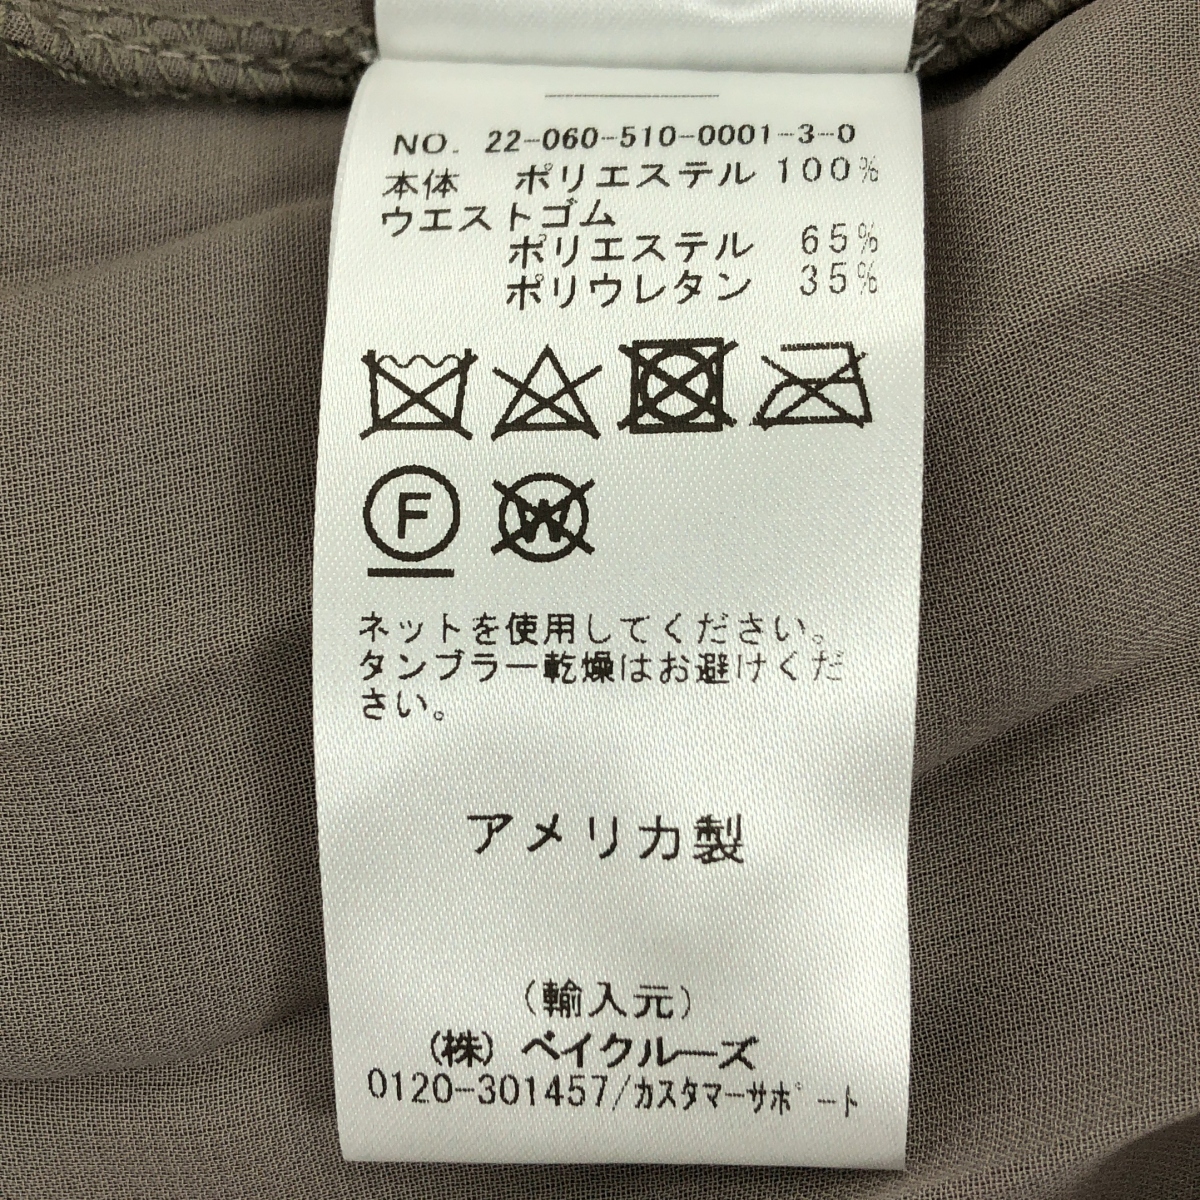 NO. 22-060-510-0001-3-0
本体 ポリエステル 100%
ウエストゴム
ポリエステル 65%
ポリウレタン 35%
F W
ネットを使用してください。
タンブラー乾燥はお避けくだ
さい。
アメリカ製
(輸入元)
(株) ベイクルーズ
0120-301457/カスタマーサポート